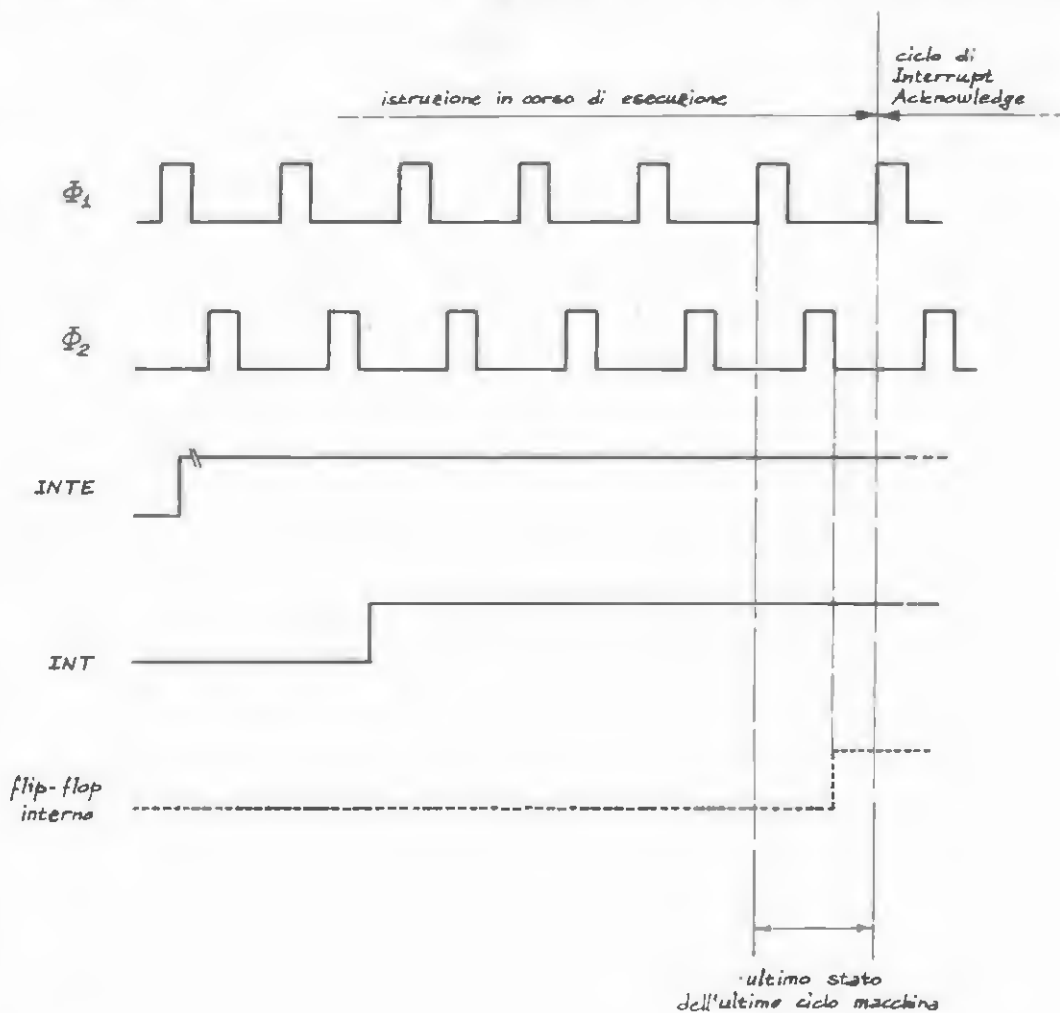 ciclo di
Interrupt
Acknowledge
istruzione in corso di esecuzione
Φ1
Φ2
INTE
INT
flip-flop
interno
ultimo stato
dell'ultimo ciclo macchina